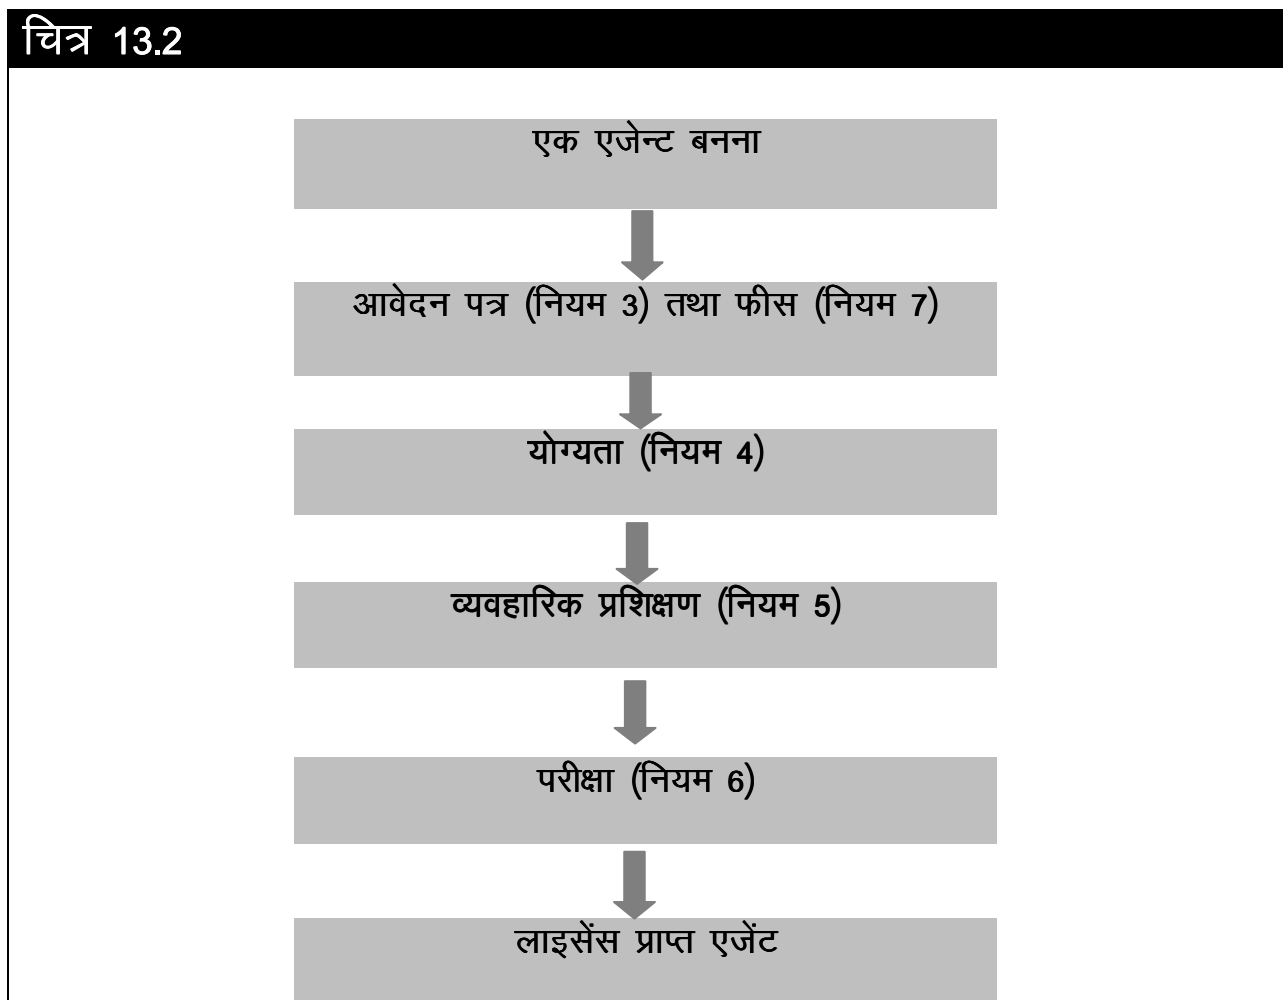 चित्र 13.2
एक एजेन्ट बनना
आवेदन पत्र (नियम 3) तथा फीस (नियम 7)
योग्यता (नियम 4)
व्यवहारिक प्रशिक्षण (नियम 5)
परीक्षा (नियम 6)
लाइसेंस प्राप्त एजेंट